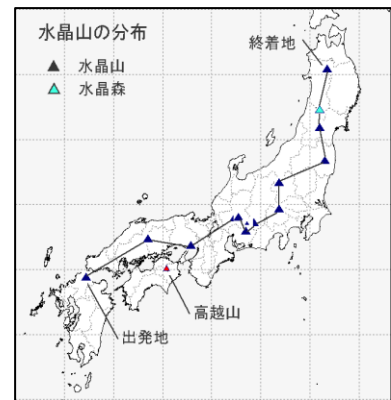 水晶山の分布
▲ 水晶山
▲ 水晶森
終着地
高越山
出発地